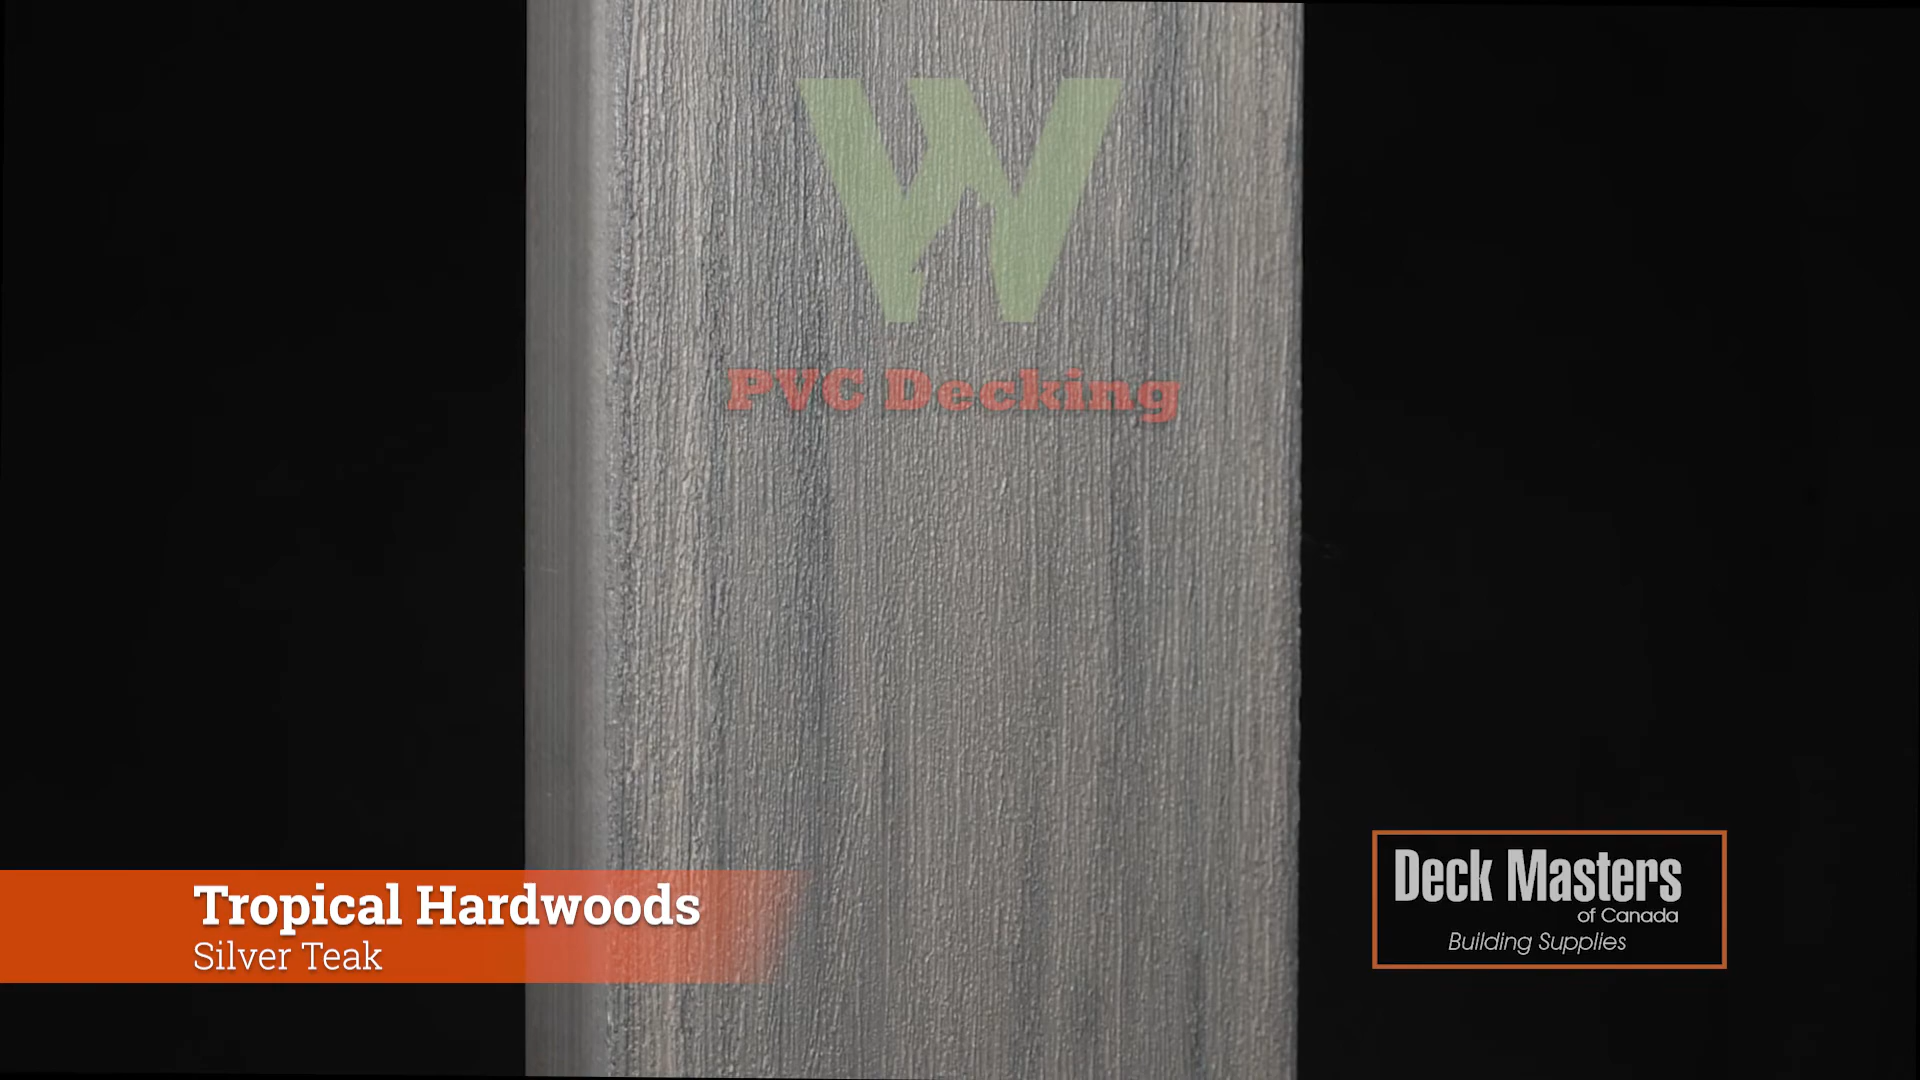 W
PVC Decking
Tropical Hardwoods
Silver Teak
Deck Masters
of Canada
Building Supplies